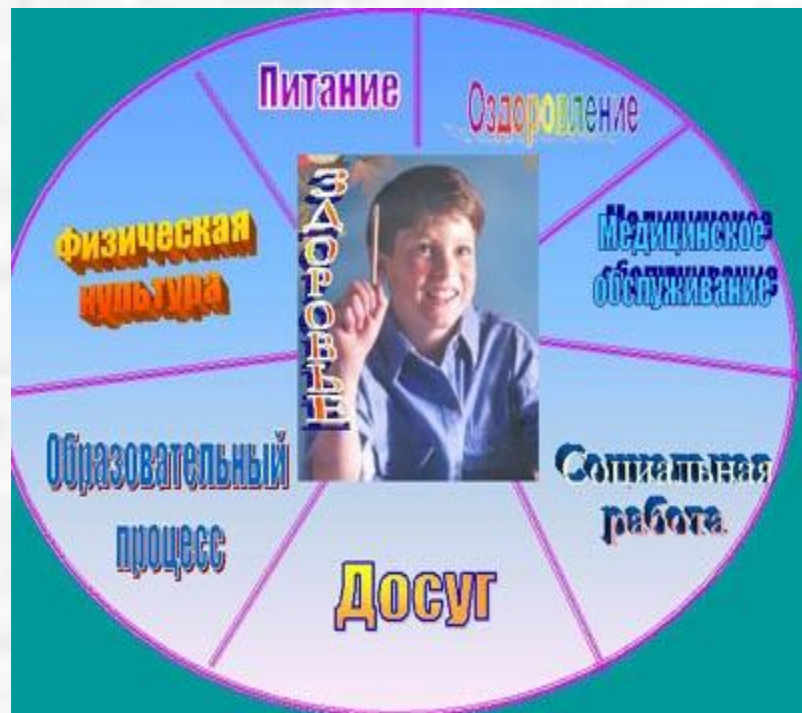 Питание
Оздоровление
Медицинское
обслуживание
Социальная
работа
Досуг
Образовательный
процесс
Физическая
культура
ЗДОРОВЬЕ